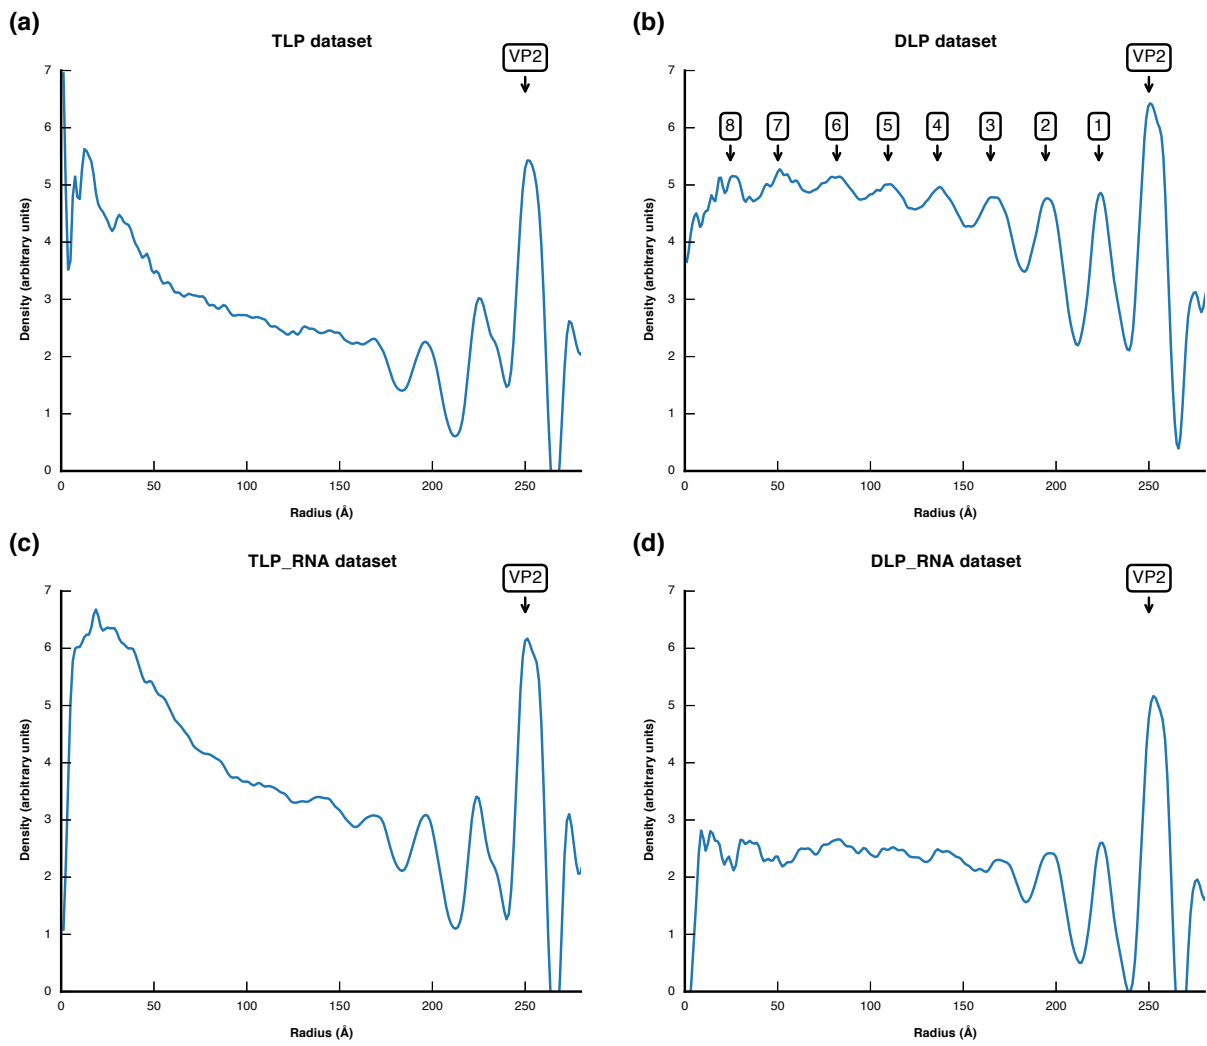 (a)
TLP dataset
VP2
Density (arbitrary units)
7
6
5
4
3
2
1
0
0 50 100 150 200 250
Radius (Å)
(b)
DLP dataset
VP2
8 7 6 5 4 3 2 1
Density (arbitrary units)
7
6
5
4
3
2
1
0
0 50 100 150 200 250
Radius (Å)
(c)
TLP_RNA dataset
VP2
Density (arbitrary units)
7
6
5
4
3
2
1
0
0 50 100 150 200 250
Radius (Å)
(d)
DLP_RNA dataset
VP2
Density (arbitrary units)
7
6
5
4
3
2
1
0
0 50 100 150 200 250
Radius (Å)